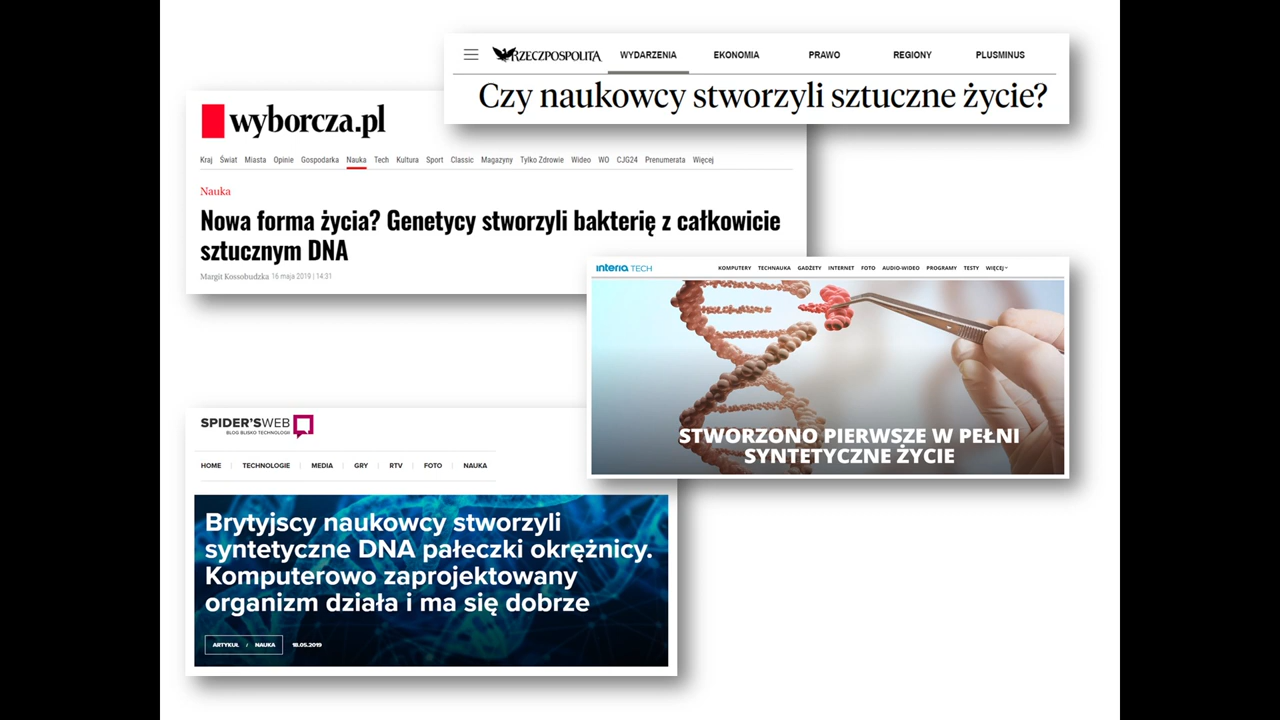 RZECZPOSPOLITA WYDARZENIA EKONOMIA PRAWO REGIONY PLUSMINUS
Czy naukowcy stworzyli sztuczne życie?
wyborcza.pl
Kraj Świat Miasta Opinie Gospodarka Nauka Tech Kultura Sport Classic Magazyny Tylko Zdrowie Wideo WO CJG24 Prenumerata Więcej
Nauka
Nowa forma życia? Genetycy stworzyli bakterię z całkowicie
sztucznym DNA
Margit Kossobudzka 16 maja 2019 | 14:31
interia TECH KOMPUTERY TECHNAUKA GADŻETY INTERNET FOTO AUDIO-WIDEO PROGRAMY TESTY WIĘCEJ
STWORZONO PIERWSZE W PEŁNI
SYNTETYCZNE ŻYCIE
SPIDER'SWEB
BLOG BLISKO TECHNOLOGII
HOME TECHNOLOGIE MEDIA GRY RTV FOTO NAUKA
Brytyjscy naukowcy stworzyli
syntetyczne DNA pałeczki okrężnicy.
Komputerowo zaprojektowany
organizm działa i ma się dobrze
ARTYKUŁ / NAUKA 18.05.2019